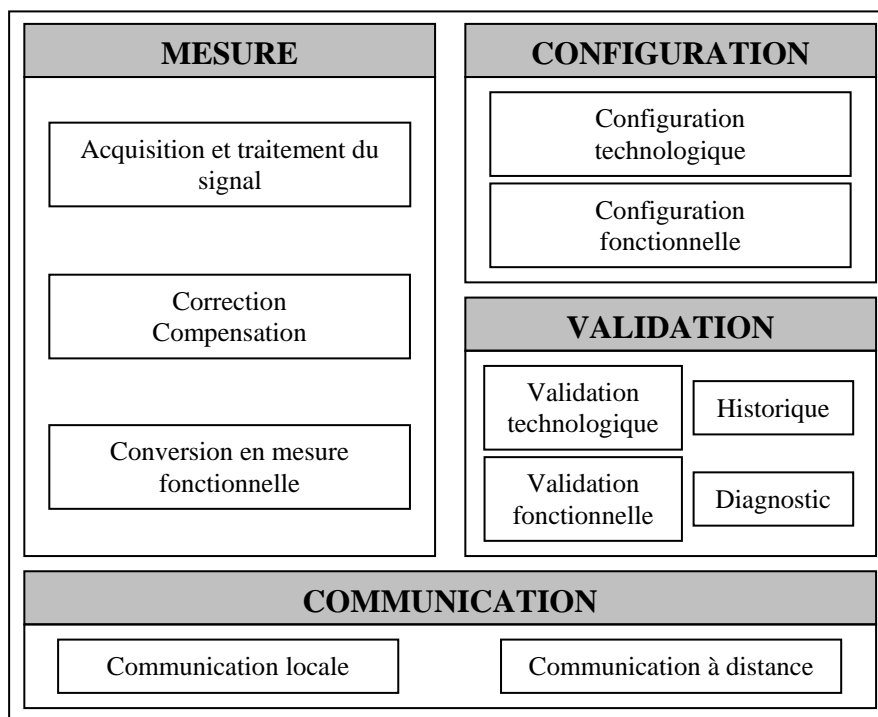 MESURE
Acquisition et traitement du
signal
Correction
Compensation
Conversion en mesure
fonctionnelle
CONFIGURATION
Configuration
technologique
Configuration
fonctionnelle
VALIDATION
Validation
technologique
Historique
Validation
fonctionnelle
Diagnostic
COMMUNICATION
Communication locale
Communication à distance